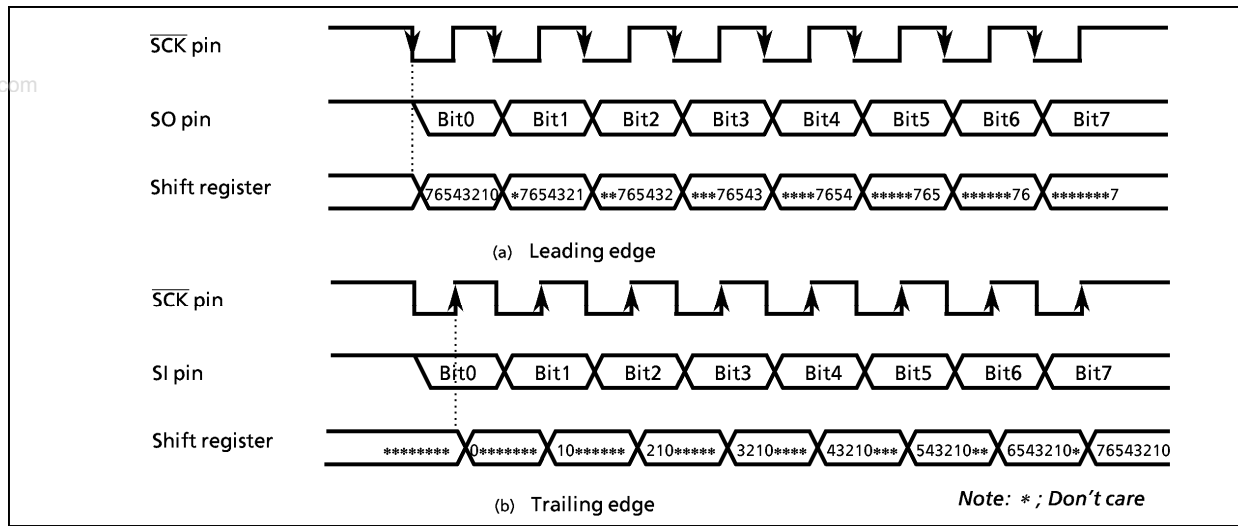 SCK pin
com
SO pin
Bit0 Bit1 Bit2 Bit3 Bit4 Bit5 Bit6 Bit7
Shift register
76543210 *7654321 **765432 ***76543 ****7654 *****765 ******76 *******7
(a) Leading edge
SCK pin
SI pin
Bit0 Bit1 Bit2 Bit3 Bit4 Bit5 Bit6 Bit7
Shift register
******** 0******* 10****** 210***** 3210**** 43210*** 543210** 6543210* 76543210
(b) Trailing edge
Note: * ; Don't care